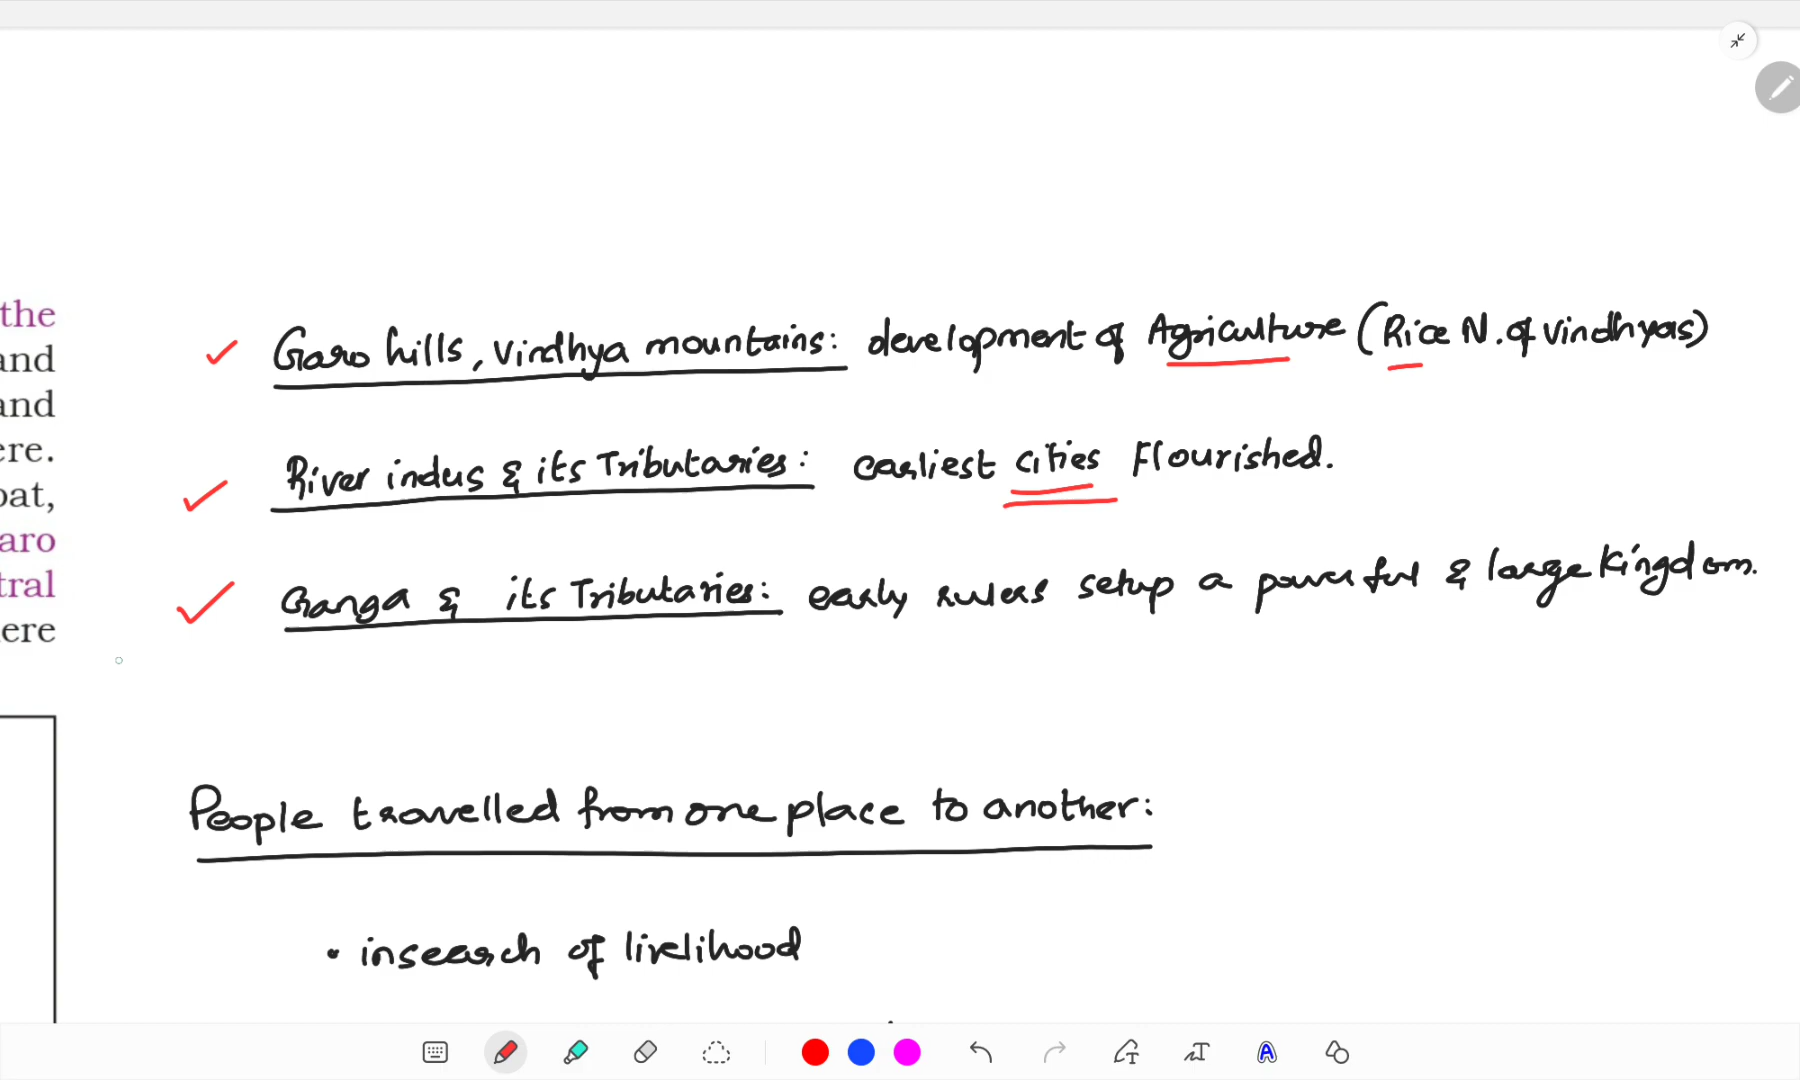 the
and
and
ere.
oat,
aro
tral
ere
Garo hills, Vindhya mountains: development of Agriculture (Rice N. of Vindhyas)
River indus & its Tributaries: earliest cities Flourished.
Ganga & its Tributaries: early rulers setup a powerful & large kingdom.
People travelled from one place to another:
• insearch of livelihood